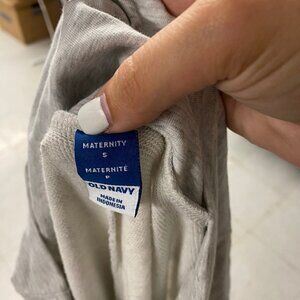 MATERNITY
S
MATERNITÉ
P
OLD NAVY
MADE IN
INDONESIA